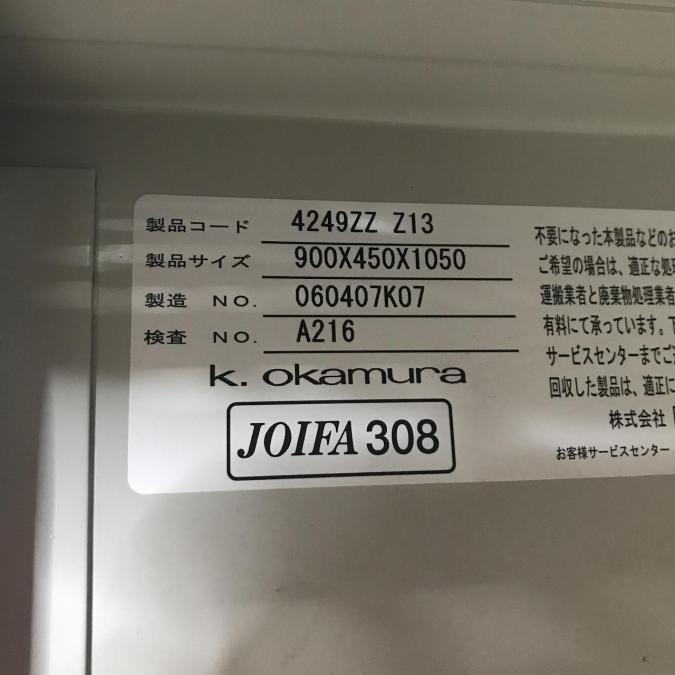 製品コード 4249ZZ Z13
製品サイズ 900X450X1050
製造 NO. 060407K07
検査 NO. A216
k. okamura
JOIFA 308
不要になった本製品などのお
ご希望の場合は、適正な処理
運搬業者と廃棄物処理業者
有料にて承っています。
サービスセンターまでご
回収した製品は、適正に
株式会社
お客様サービスセンター